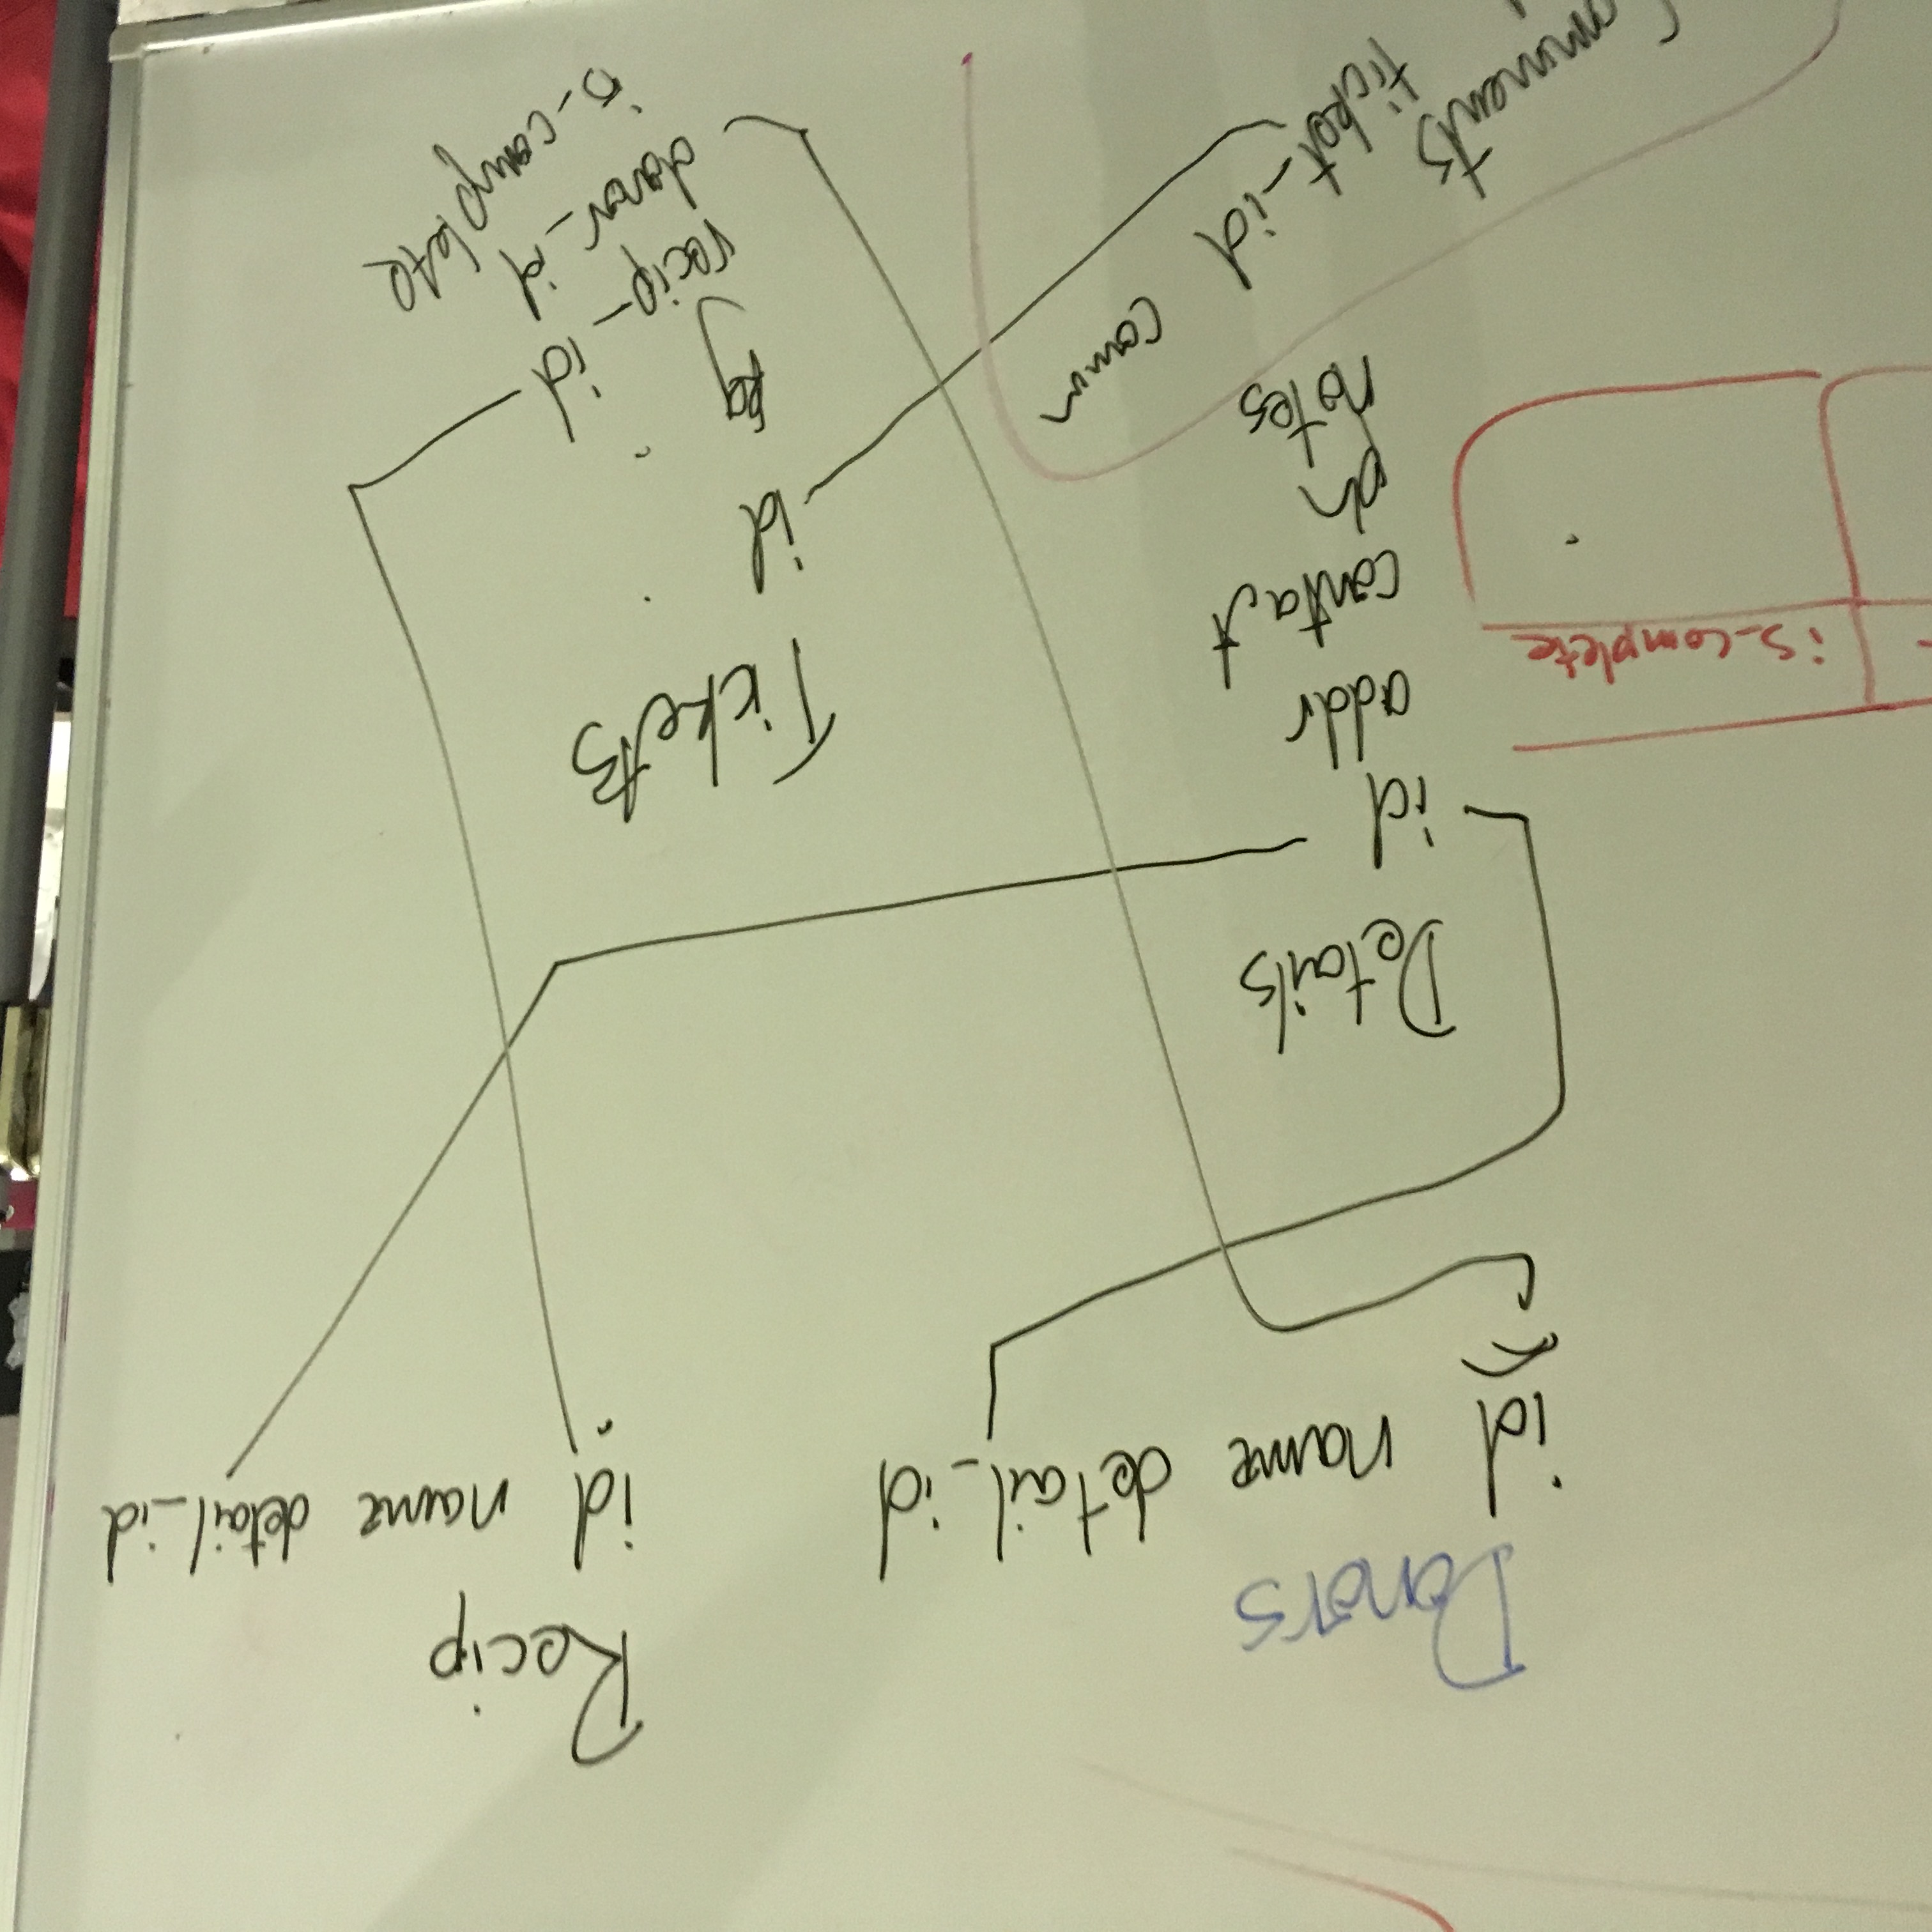 Donors
id name detail_id
Recip
id name detail_id
Details
id
addr
contact
ph
notes
is_complete
Tickets
id
kg
recip_id
donor_id
is_complete
Comments
ticket_id comm